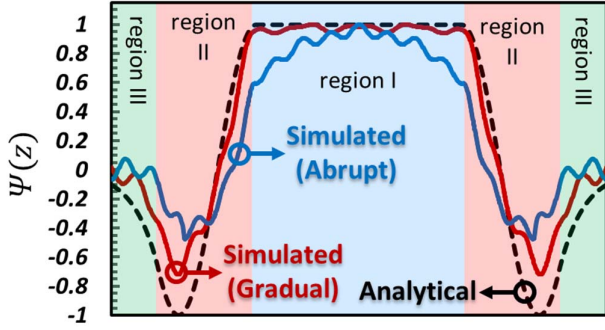 1
0.8
0.6
0.4
0.2
0
-0.2
-0.4
-0.6
-0.8
-1
Ψ(z)
region III
region
II
region I
region
II
region III
Simulated
(Abrupt)
Simulated
(Gradual)
Analytical